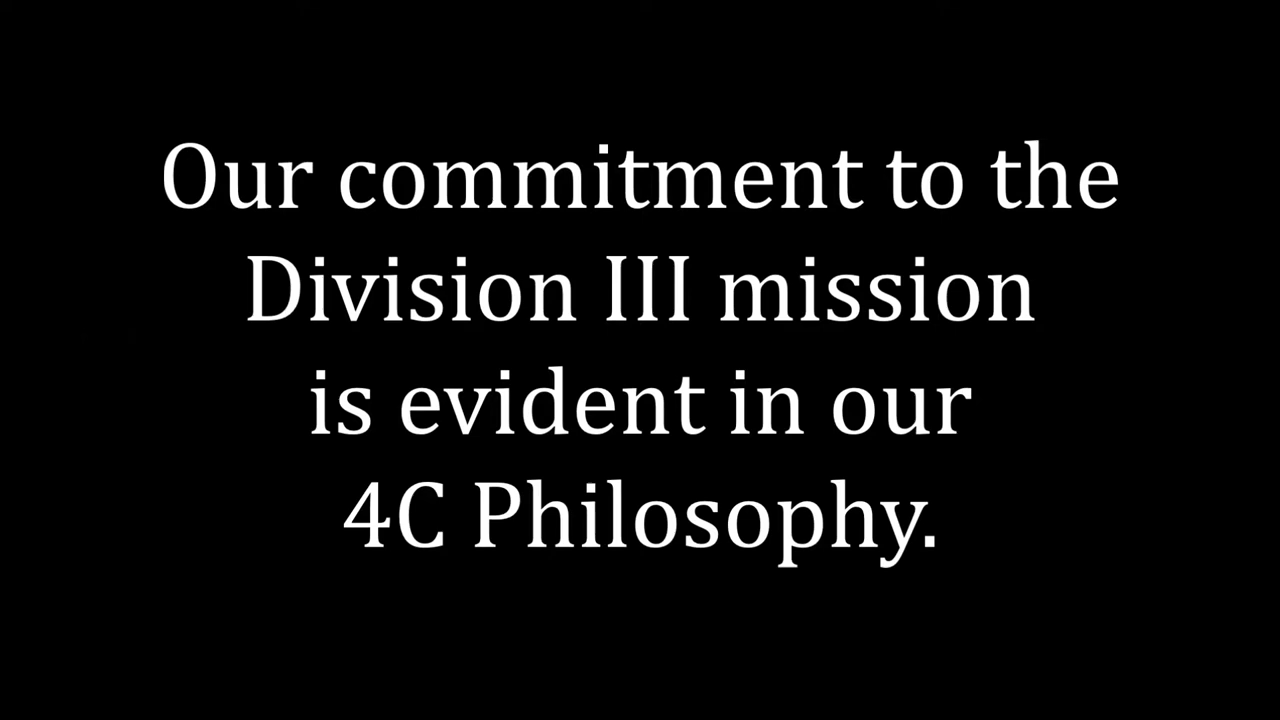 Our commitment to the
Division III mission
is evident in our
4C Philosophy.